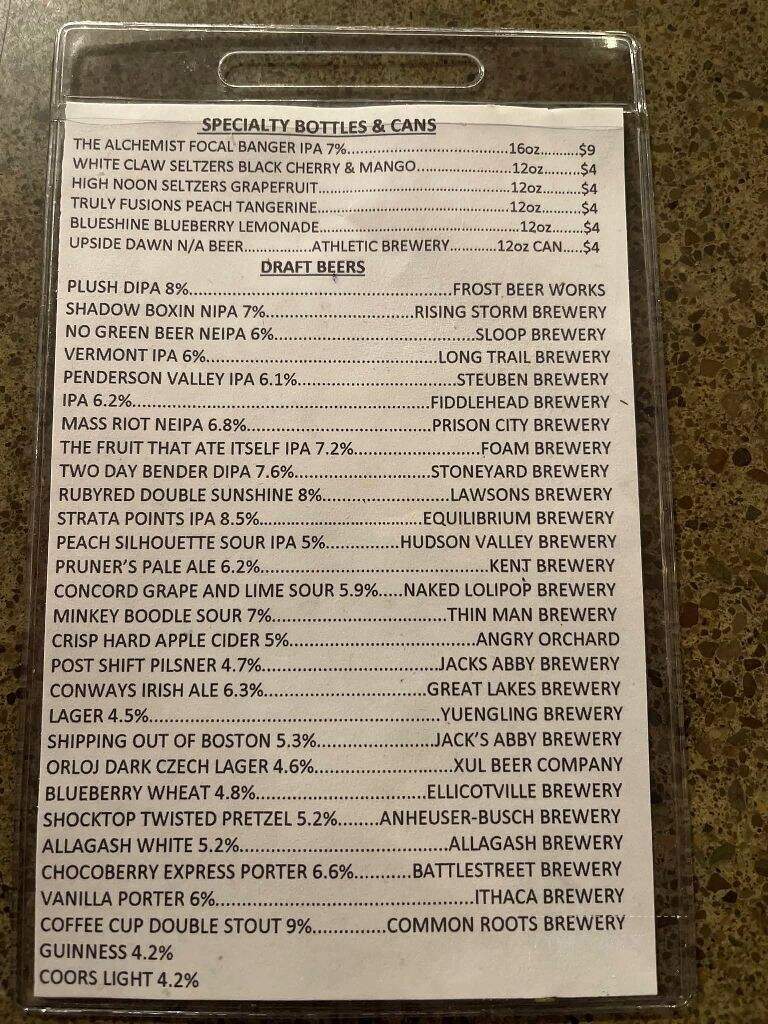 SPECIALTY BOTTLES & CANS
THE ALCHEMIST FOCAL BANGER IPA 7%..............................16oz..........$9
WHITE CLAW SELTZERS BLACK CHERRY & MANGO..................12oz.........$4
HIGH NOON SELTZERS GRAPEFRUIT....................................12oz.........$4
TRULY FUSIONS PEACH TANGERINE....................................12oz.........$4
BLUESHINE BLUEBERRY LEMONADE......................................12oz.......$4
UPSIDE DAWN N/A BEER.............ATHLETIC BREWERY..........12oz CAN.....$4
DRAFT BEERS
PLUSH DIPA 8%..................................................FROST BEER WORKS
SHADOW BOXIN NIPA 7%............................RISING STORM BREWERY
NO GREEN BEER NEIPA 6%......................................SLOOP BREWERY
VERMONT IPA 6%............................................LONG TRAIL BREWERY
PENDERSON VALLEY IPA 6.1%..............................STEUBEN BREWERY
IPA 6.2%........................................................FIDDLEHEAD BREWERY
MASS RIOT NEIPA 6.8%...................................PRISON CITY BREWERY
THE FRUIT THAT ATE ITSELF IPA 7.2%.......................FOAM BREWERY
TWO DAY BENDER DIPA 7.6%..........................STONEYARD BREWERY
RUBYRED DOUBLE SUNSHINE 8%........................LAWSONS BREWERY
STRATA POINTS IPA 8.5%..............................EQUILIBRIUM BREWERY
PEACH SILHOUETTE SOUR IPA 5%.............HUDSON VALLEY BREWERY
PRUNER'S PALE ALE 6.2%...........................................KENT BREWERY
CONCORD GRAPE AND LIME SOUR 5.9%.....NAKED LOLIPOP BREWERY
MINKEY BOODLE SOUR 7%................................THIN MAN BREWERY
CRISP HARD APPLE CIDER 5%..................................ANGRY ORCHARD
POST SHIFT PILSNER 4.7%.................................JACKS ABBY BREWERY
CONWAYS IRISH ALE 6.3%..............................GREAT LAKES BREWERY
LAGER 4.5%......................................................YUENGLING BREWERY
SHIPPING OUT OF BOSTON 5.3%......................JACK'S ABBY BREWERY
ORLOJ DARK CZECH LAGER 4.6%..........................XUL BEER COMPANY
BLUEBERRY WHEAT 4.8%................................ELLICOTVILLE BREWERY
SHOCKTOP TWISTED PRETZEL 5.2%.......ANHEUSER-BUSCH BREWERY
ALLAGASH WHITE 5.2%.......................................ALLAGASH BREWERY
CHOCOBERRY EXPRESS PORTER 6.6%..........BATTLESTREET BREWERY
VANILLA PORTER 6%.................................................ITHACA BREWERY
COFFEE CUP DOUBLE STOUT 9%.............COMMON ROOTS BREWERY
GUINNESS 4.2%
COORS LIGHT 4.2%